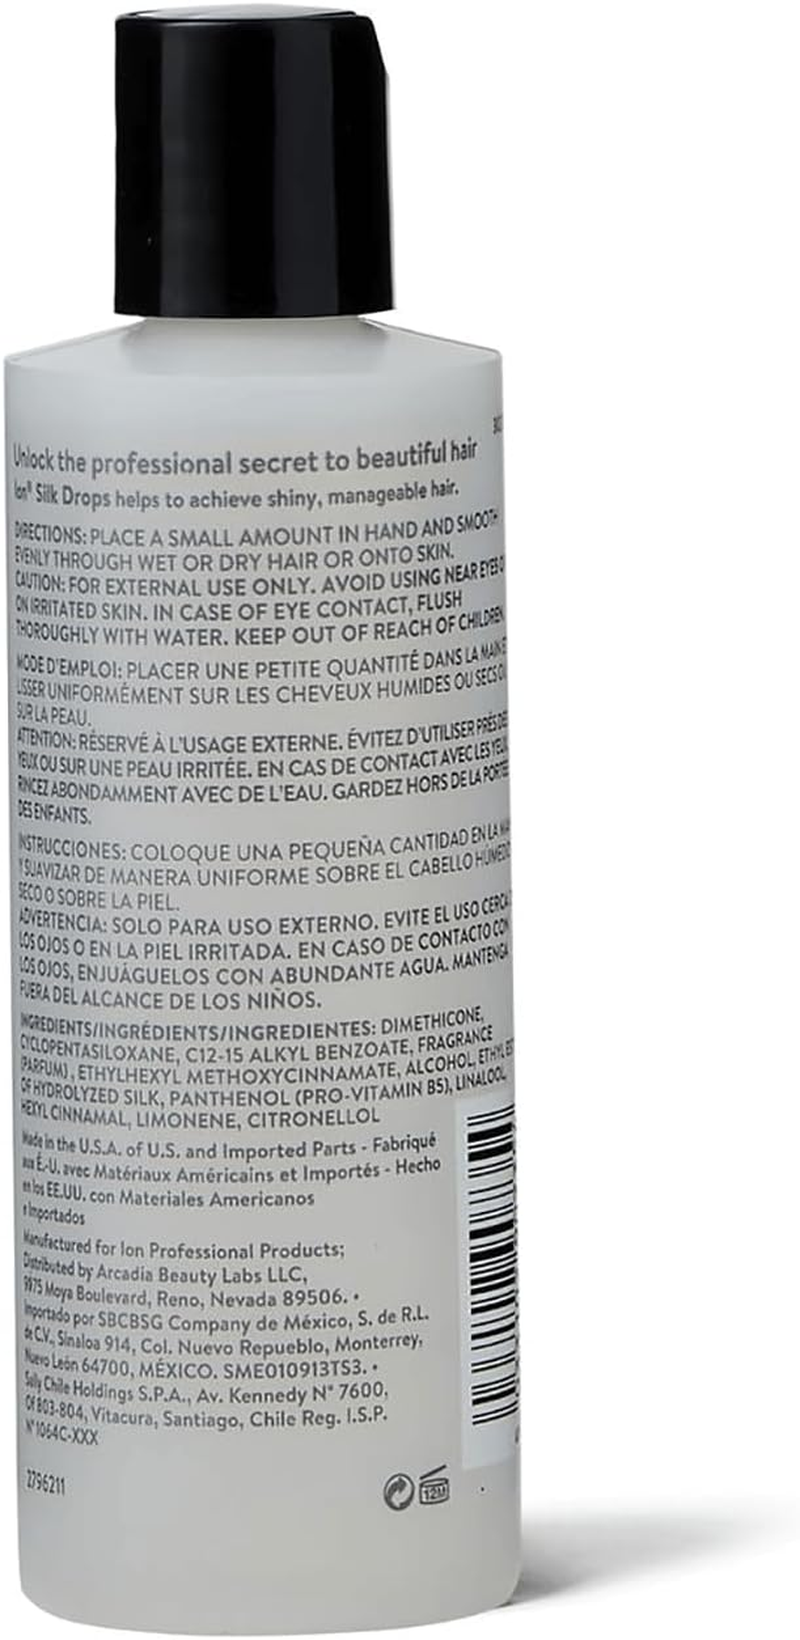 Unlock the professional secret to beautiful hair
Ion® Silk Drops helps to achieve shiny, manageable hair.
DIRECTIONS: PLACE A SMALL AMOUNT IN HAND AND SMOOTH
EVENLY THROUGH WET OR DRY HAIR OR ONTO SKIN.
CAUTION: FOR EXTERNAL USE ONLY. AVOID USING NEAR EYES O
ON IRRITATED SKIN. IN CASE OF EYE CONTACT, FLUSH
THOROUGHLY WITH WATER. KEEP OUT OF REACH OF CHILDREN.
MODE D'EMPLOI: PLACER UNE PETITE QUANTITÉ DANS LA MAIN E
LISSER UNIFORMÉMENT SUR LES CHEVEUX HUMIDES OU SECS O
SUR LA PEAU.
ATTENTION: RÉSERVÉ À L'USAGE EXTERNE. ÉVITEZ D'UTILISER PRÈS DES
YEUX OU SUR UNE PEAU IRRITÉE. EN CAS DE CONTACT AVEC LES YEUX,
RINCEZ ABONDAMMENT AVEC DE L'EAU. GARDEZ HORS DE LA PORTÉE
DES ENFANTS.
INSTRUCCIONES: COLOQUE UNA PEQUEÑA CANTIDAD EN LA MA
Y SUAVIZAR DE MANERA UNIFORME SOBRE EL CABELLO HÚMEDO
SECO O SOBRE LA PIEL.
ADVERTENCIA: SOLO PARA USO EXTERNO. EVITE EL USO CERCA
LOS OJOS O EN LA PIEL IRRITADA. EN CASO DE CONTACTO CON
LOS OJOS, ENJUÁGUELOS CON ABUNDANTE AGUA. MANTENGA
FUERA DEL ALCANCE DE LOS NIÑOS.
INGREDIENTS/INGRÉDIENTS/INGREDIENTES: DIMETHICONE,
CYCLOPENTASILOXANE, C12-15 ALKYL BENZOATE, FRAGRANCE
(PARFUM), ETHYLHEXYL METHOXYCINNAMATE, ALCOHOL, ETHYL EST
OF HYDROLYZED SILK, PANTHENOL (PRO-VITAMIN B5), LINALOOL,
HEXYL CINNAMAL, LIMONENE, CITRONELLOL
Made in the U.S.A. of U.S. and Imported Parts - Fabriqué
aux É.-U. avec Matériaux Américains et Importés - Hecho
en los EE.UU. con Materiales Americanos
e Importados
Manufactured for Ion Professional Products;
Distributed by Arcadia Beauty Labs LLC,
9975 Moya Boulevard, Reno, Nevada 89506. •
Importado por SBCBSG Company de México, S. de R.L.
de C.V., Sinaloa 914, Col. Nuevo Repueblo, Monterrey,
Nuevo León 64700, MÉXICO. SME010913TS3. •
Sally Chile Holdings S.P.A., Av. Kennedy N° 7600,
Of 803-804, Vitacura, Santiago, Chile Reg. I.S.P.
N° 1064C-XXX
2796211
12M